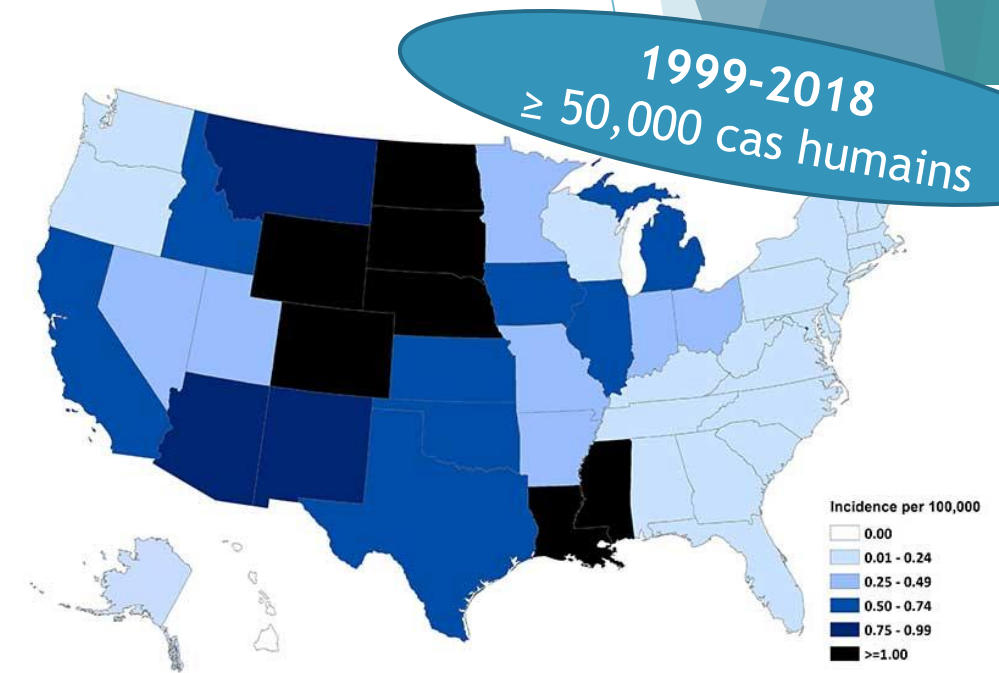 1999-2018
≥ 50,000 cas humains
Incidence per 100,000
0.00
0.01 - 0.24
0.25 - 0.49
0.50 - 0.74
0.75 - 0.99
>=1.00